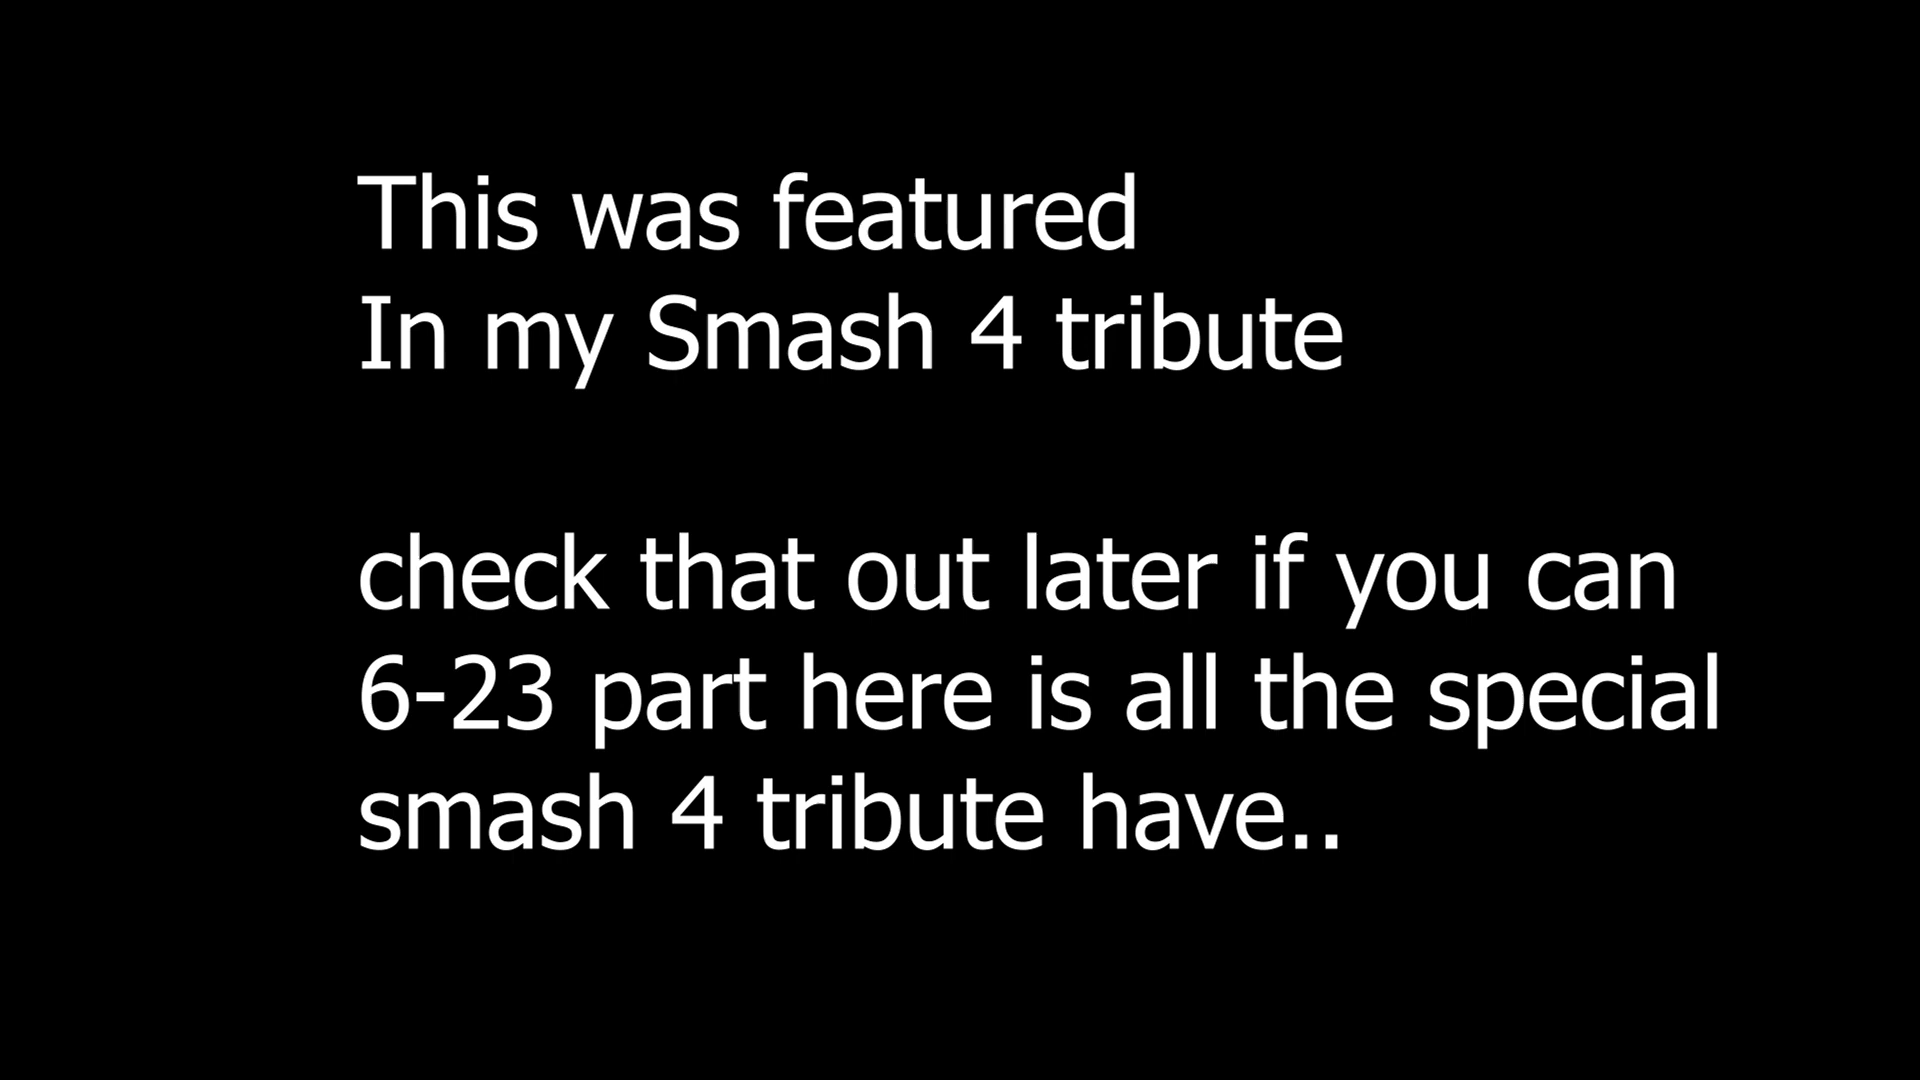 This was featured
In my Smash 4 tribute
check that out later if you can
6-23 part here is all the special
smash 4 tribute have..